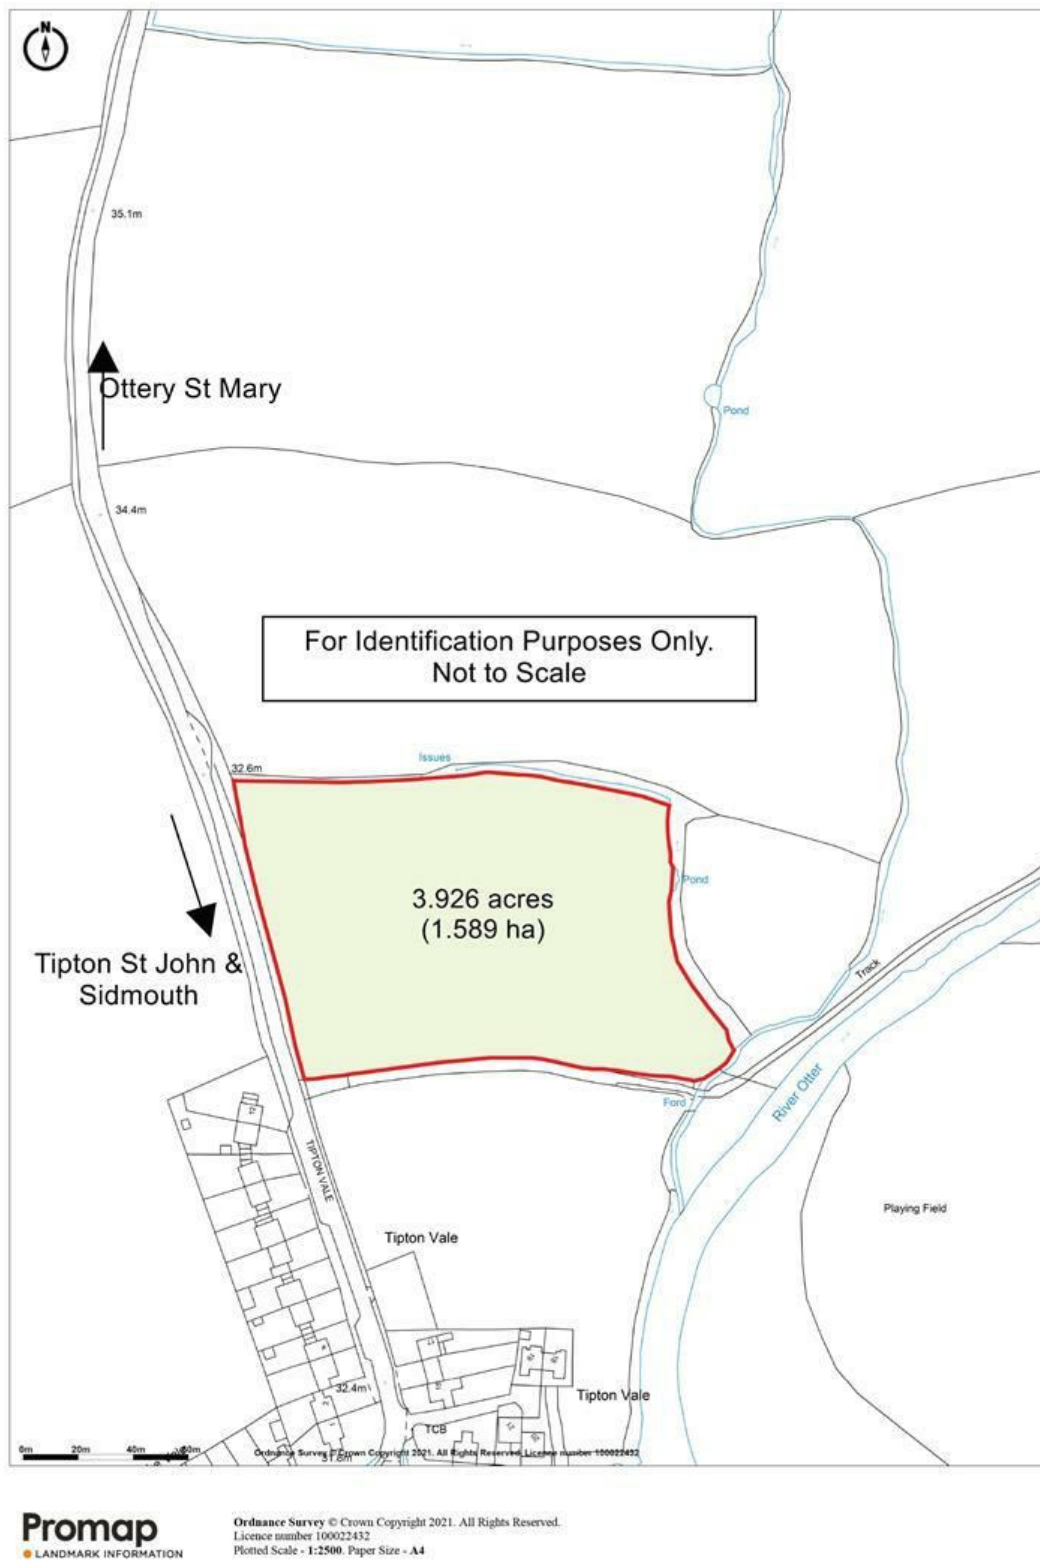 N
35.1m
Ottery St Mary
Pond
34.4m
For Identification Purposes Only.
Not to Scale
Issues
32.6m
3.926 acres
(1.589 ha)
Pond
Tipton St John &
Sidmouth
Track
River Otter
Ford
TIPTON VALE
Playing Field
Tipton Vale
17
Tipton Vale
32.4m
TCB
0m 20m 40m
Ordnance Survey © Crown Copyright 2021. All Rights Reserved. Licence number 100022432
31.8m
Promap
LANDMARK INFORMATION
Ordnance Survey © Crown Copyright 2021. All Rights Reserved.
Licence number 100022432
Plotted Scale - 1:2500. Paper Size - A4